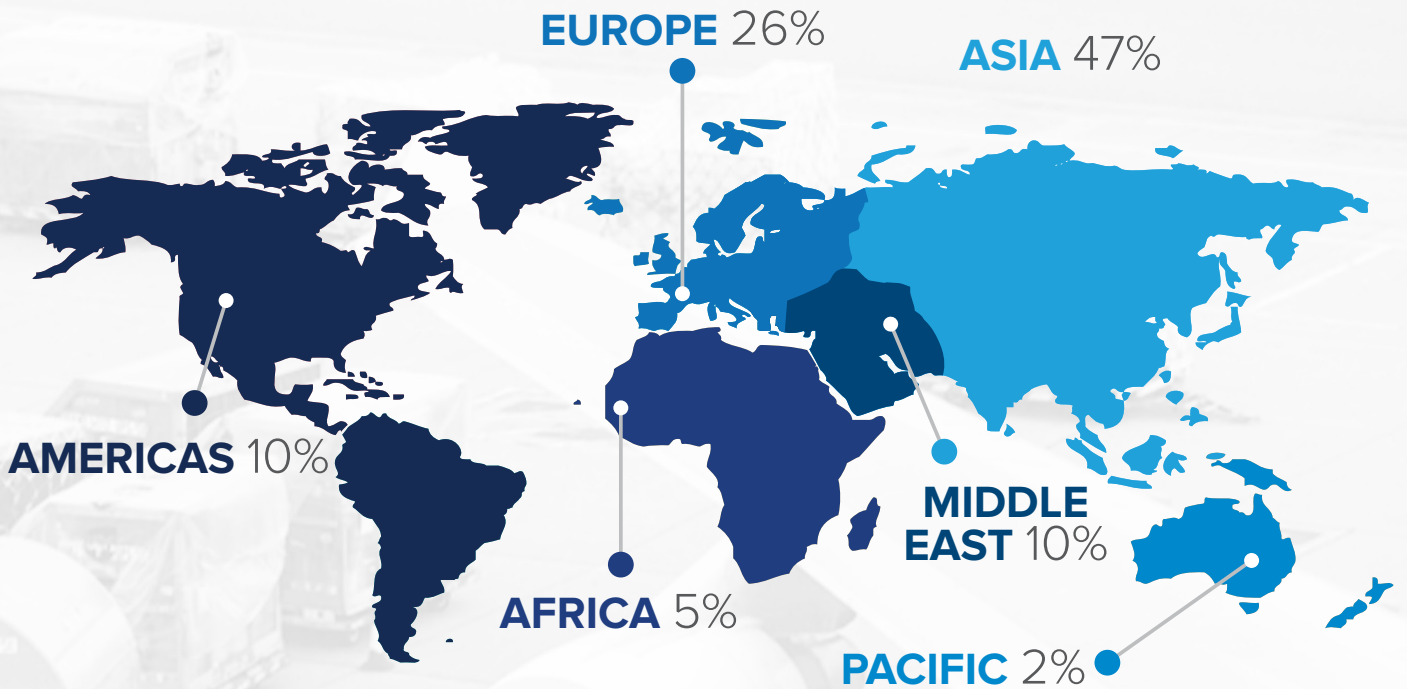 EUROPE 26%
ASIA 47%
AMERICAS 10%
MIDDLE
EAST 10%
AFRICA 5%
PACIFIC 2%